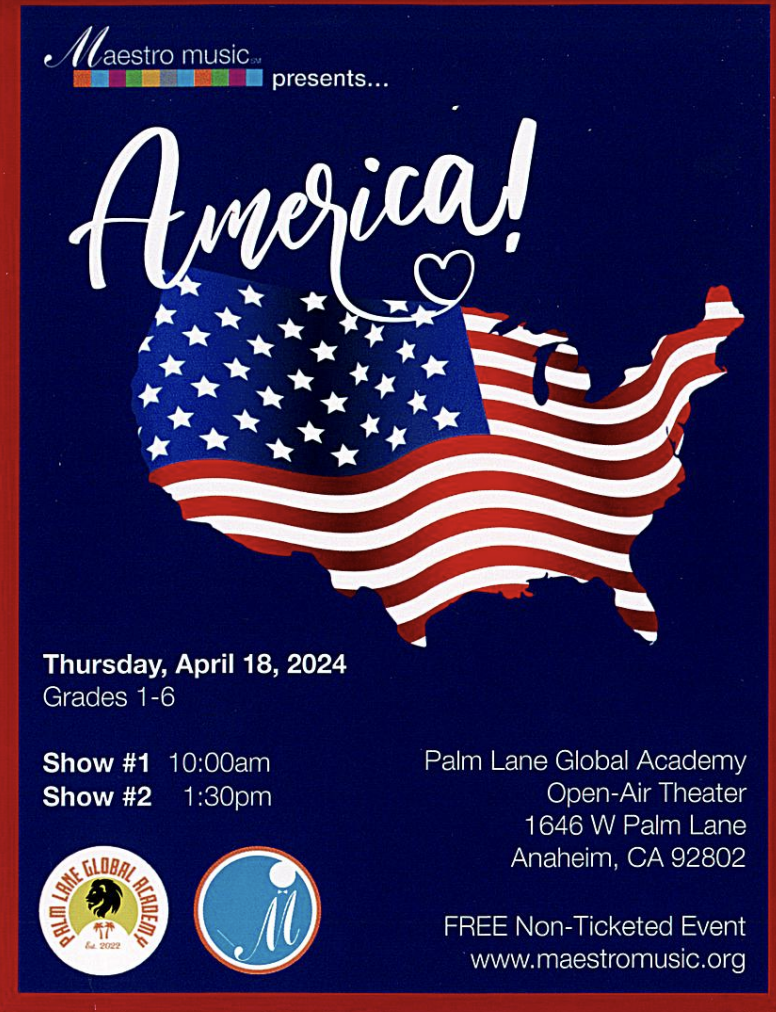 Maestro music SM
presents...
America!
Thursday, April 18, 2024
Grades 1-6
Show #1 10:00am
Show #2 1:30pm
Palm Lane Global Academy
Open-Air Theater
1646 W Palm Lane
Anaheim, CA 92802
PALM LANE GLOBAL ACADEMY
Est. 2022
M
FREE Non-Ticketed Event
www.maestromusic.org